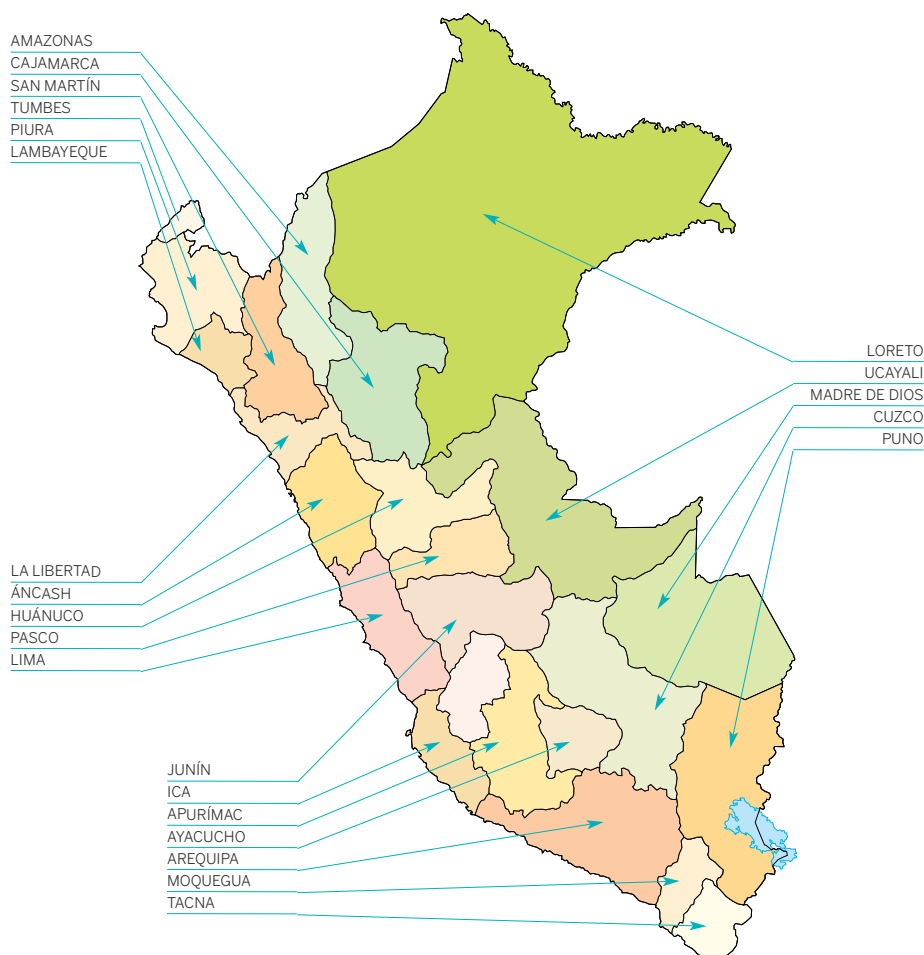 AMAZONAS
CAJAMARCA
SAN MARTÍN
TUMBES
PIURA
LAMBAYEQUE
LORETO
UCAYALI
MADRE DE DIOS
CUZCO
PUNO
LA LIBERTAD
ÁNCASH
HUÁNUCO
PASCO
LIMA
JUNÍN
ICA
APURÍMAC
AYACUCHO
AREQUIPA
MOQUEGUA
TACNA